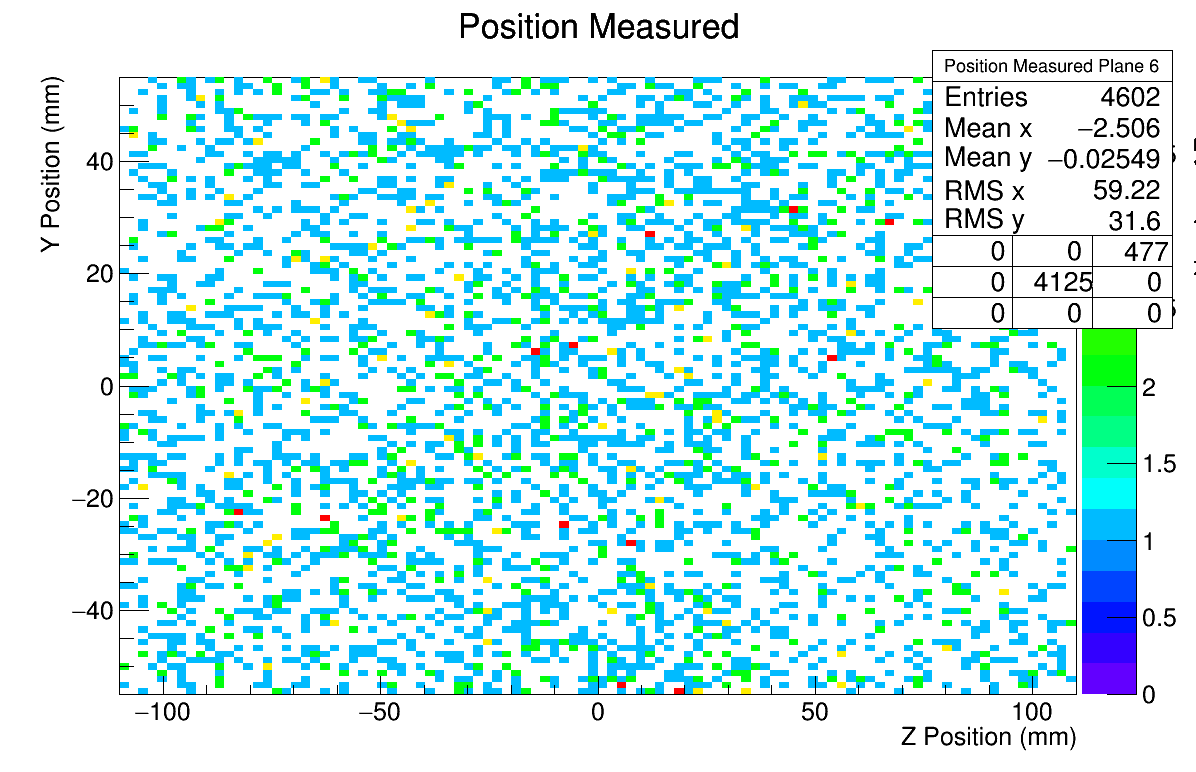 Position Measured
Position Measured Plane 6
Entries 4602
Mean x −2.506
Mean y −0.02549
RMS x 59.22
RMS y 31.6
0 0 477
0 4125 0
0 0 0
Y Position (mm)
40
20
0
−20
−40
−100 −50 0 50 100
Z Position (mm)
2
1.5
1
0.5
0